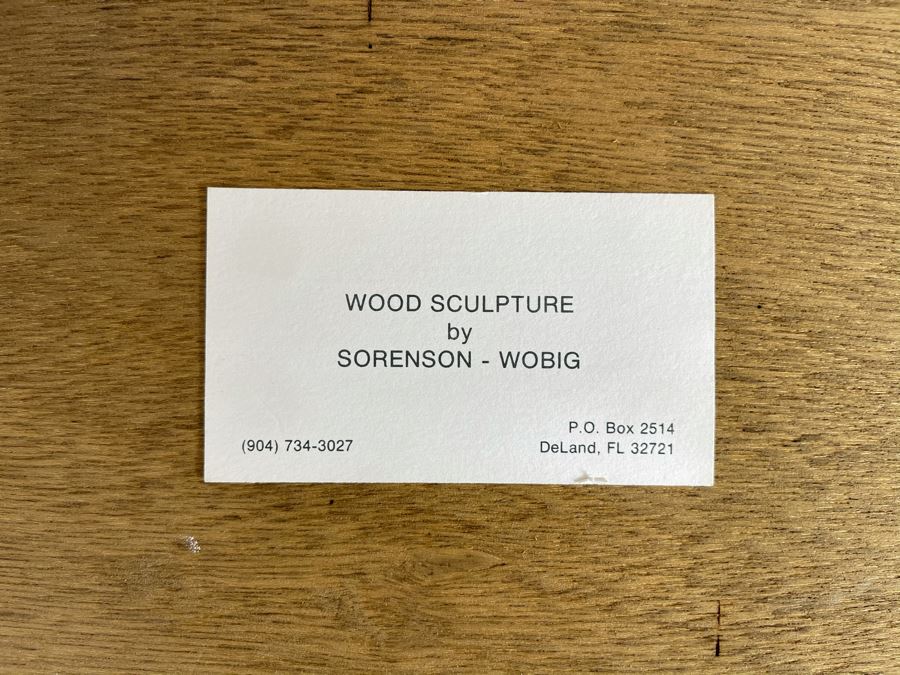 WOOD SCULPTURE
by
SORENSON - WOBIG
(904) 734-3027
P.O. Box 2514
DeLand, FL 32721